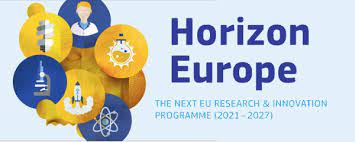 Horizon
Europe
THE NEXT EU RESEARCH & INNOVATION
PROGRAMME (2021 – 2027)